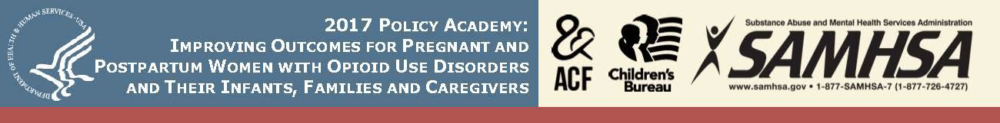 DEPARTMENT OF HEALTH & HUMAN SERVICES·USA
2017 POLICY ACADEMY:
IMPROVING OUTCOMES FOR PREGNANT AND
POSTPARTUM WOMEN WITH OPIOID USE DISORDERS
AND THEIR INFANTS, FAMILIES AND CAREGIVERS
&
ACF
Children's
Bureau
Substance Abuse and Mental Health Services Administration
SAMHSA
www.samhsa.gov • 1-877-SAMHSA-7 (1-877-726-4727)